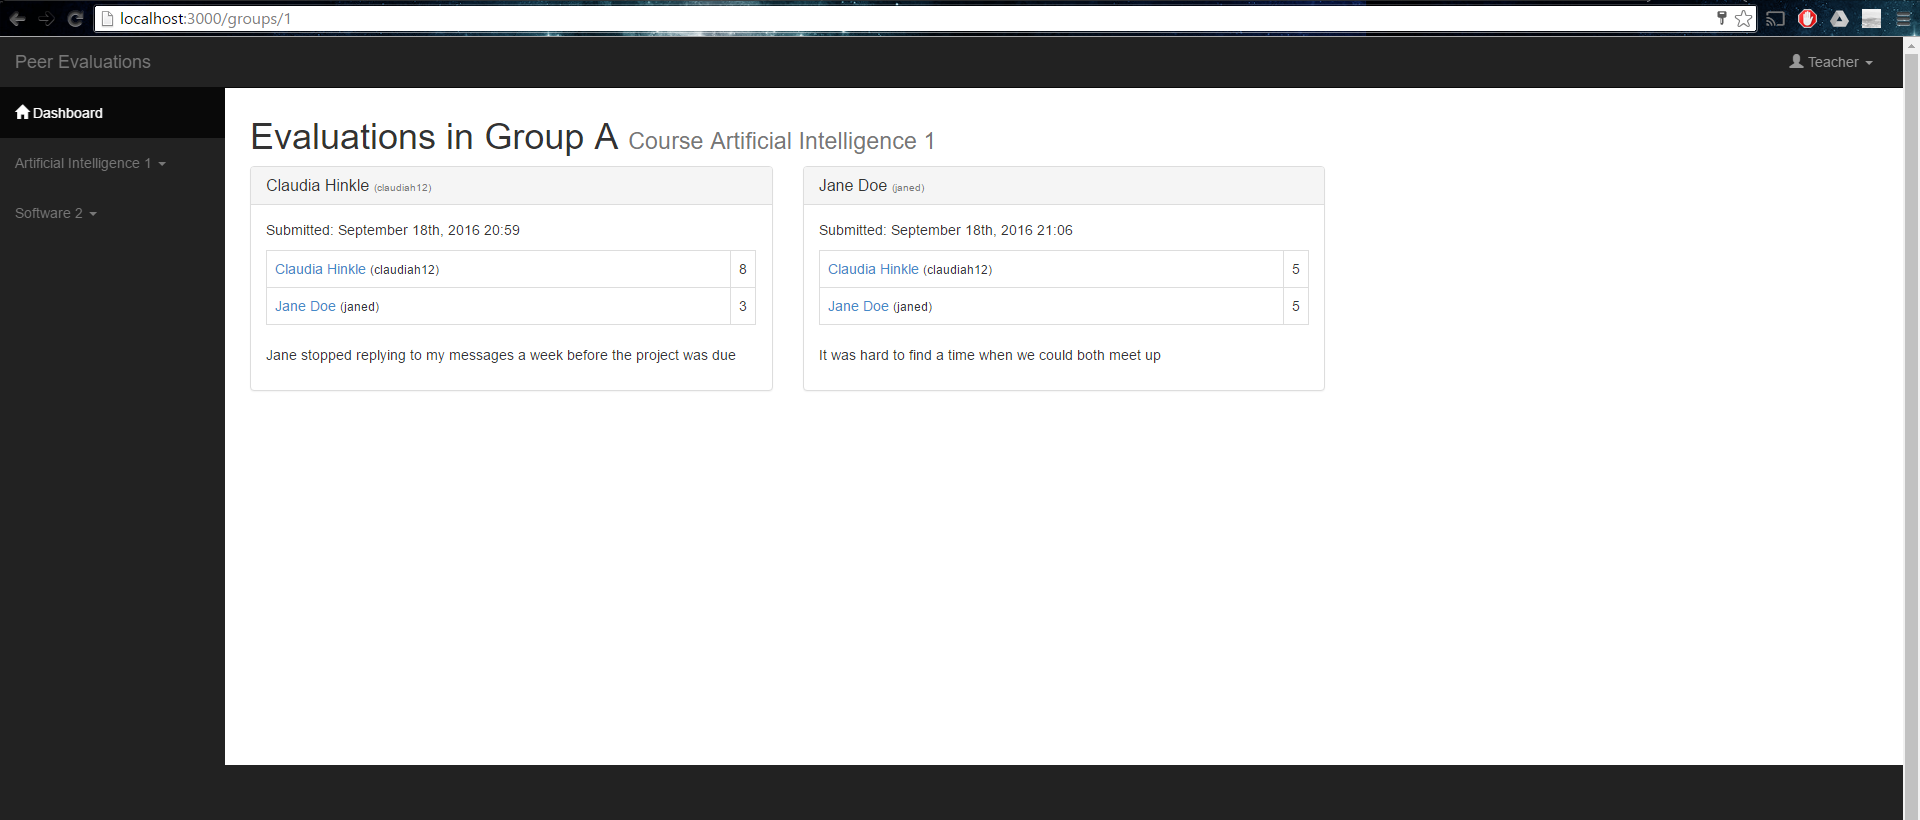 localhost:3000/groups/1
Peer Evaluations
Teacher
Dashboard
Artificial Intelligence 1
Software 2
Evaluations in Group A Course Artificial Intelligence 1
Claudia Hinkle (claudiah12)
Submitted: September 18th, 2016 20:59
Claudia Hinkle (claudiah12) 8
Jane Doe (janed) 3
Jane stopped replying to my messages a week before the project was due
Jane Doe (janed)
Submitted: September 18th, 2016 21:06
Claudia Hinkle (claudiah12) 5
Jane Doe (janed) 5
It was hard to find a time when we could both meet up